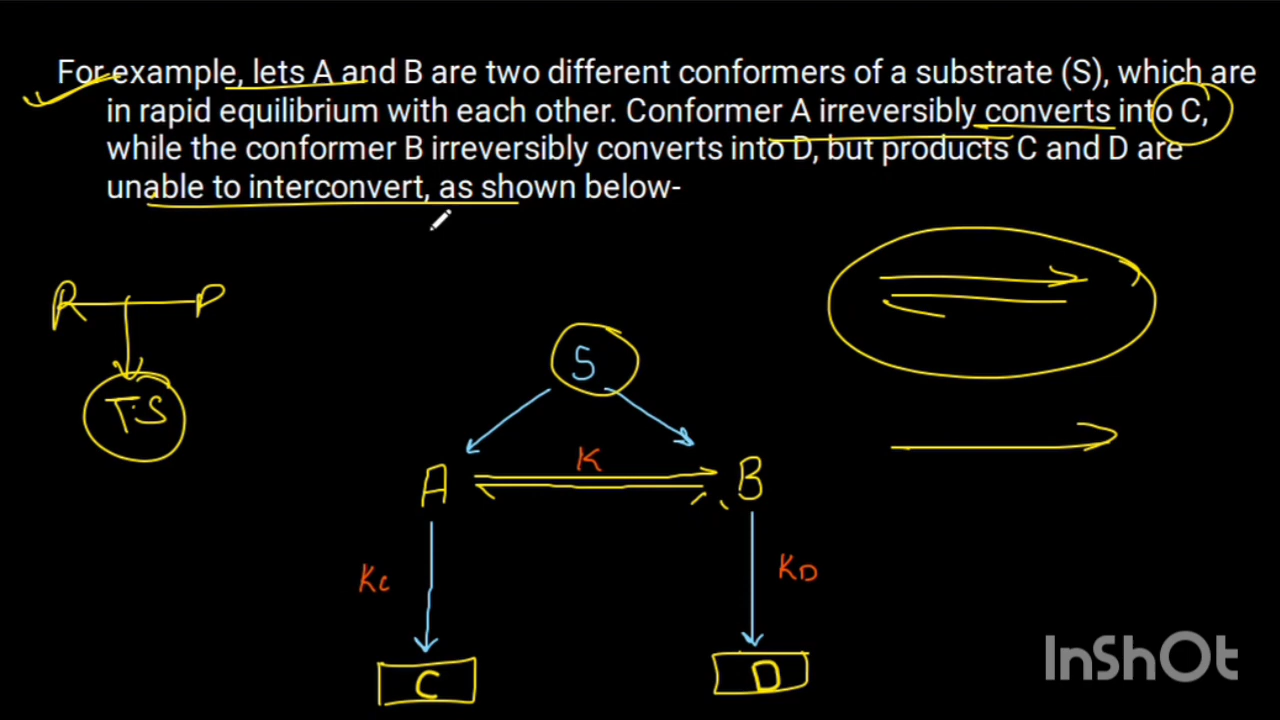 For example, lets A and B are two different conformers of a substrate (S), which are
in rapid equilibrium with each other. Conformer A irreversibly converts into C,
while the conformer B irreversibly converts into D, but products C and D are
unable to interconvert, as shown below-
R P
T.S
S
K
A B
Kc KD
C D
InShOt